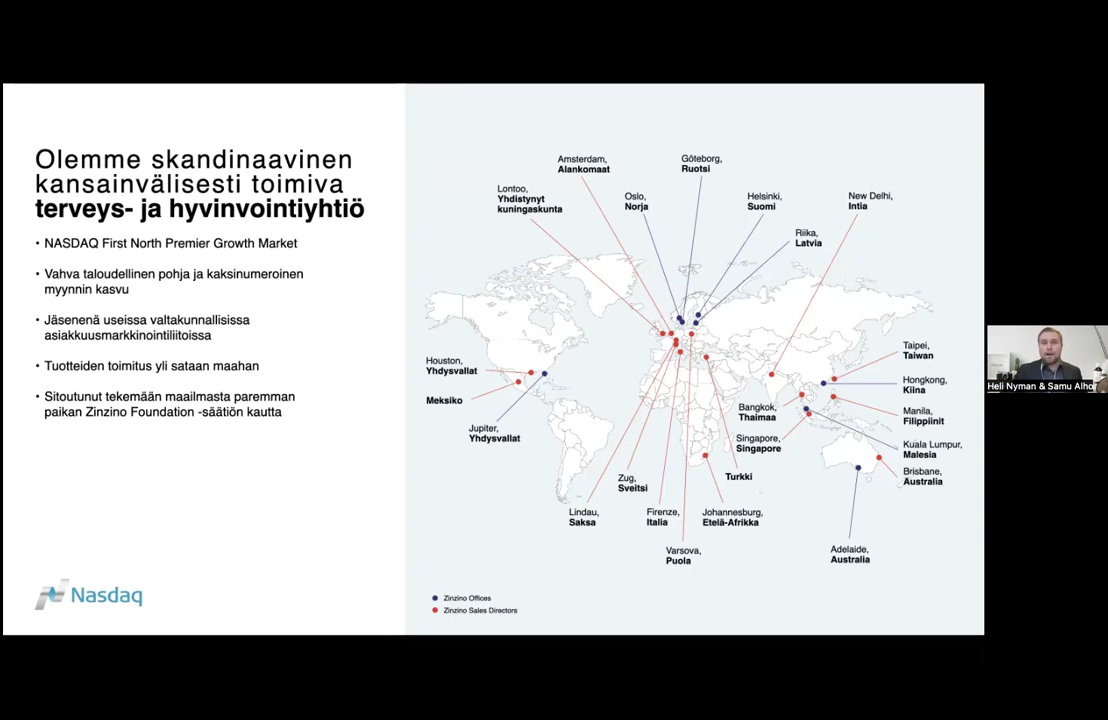 Olemme skandinaavinen
kansainvälisesti toimiva
terveys- ja hyvinvointiyhtiö
• NASDAQ First North Premier Growth Market
• Vahva taloudellinen pohja ja kaksinumeroinen
myynnin kasvu
• Jäsenenä useissa valtakunnallisissa
asiakkuusmarkkinointiliitoissa
• Tuotteiden toimitus yli sataan maahan
• Sitoutunut tekemään maailmasta paremman
paikan Zinzino Foundation -säätiön kautta
Nasdaq
Amsterdam,
Alankomaat
Göteborg,
Ruotsi
Lontoo,
Yhdistynyt
kuningaskunta
Oslo,
Norja
Helsinki,
Suomi
New Delhi,
Intia
Riika,
Latvia
Houston,
Yhdysvallat
Meksiko
Jupiter,
Yhdysvallat
Taipei,
Taiwan
Hongkong,
Kiina
Bangkok,
Thaimaa
Manila,
Filippiinit
Singapore,
Singapore
Kuala Lumpur,
Malesia
Brisbane,
Australia
Zug,
Sveitsi
Turkki
Lindau,
Saksa
Firenze,
Italia
Johannesburg,
Etelä-Afrikka
Varsova,
Puola
Adelaide,
Australia
Zinzino Offices
Zinzino Sales Directors
Heli Nyman & Samu Alho